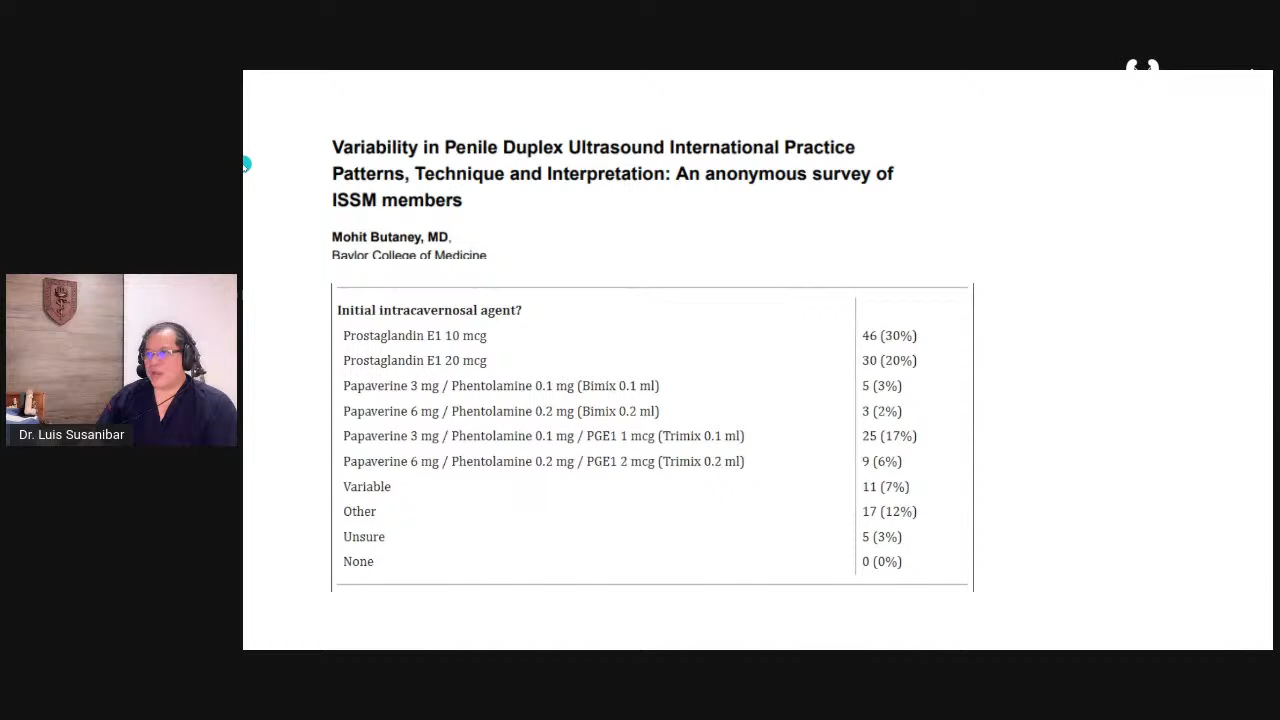 Variability in Penile Duplex Ultrasound International Practice
Patterns, Technique and Interpretation: An anonymous survey of
ISSM members
Mohit Butaney, MD,
Baylor College of Medicine
Initial intracavernosal agent?
Prostaglandin E1 10 mcg 46 (30%)
Prostaglandin E1 20 mcg 30 (20%)
Papaverine 3 mg / Phentolamine 0.1 mg (Bimix 0.1 ml) 5 (3%)
Papaverine 6 mg / Phentolamine 0.2 mg (Bimix 0.2 ml) 3 (2%)
Papaverine 3 mg / Phentolamine 0.1 mg / PGE1 1 mcg (Trimix 0.1 ml) 25 (17%)
Papaverine 6 mg / Phentolamine 0.2 mg / PGE1 2 mcg (Trimix 0.2 ml) 9 (6%)
Variable 11 (7%)
Other 17 (12%)
Unsure 5 (3%)
None 0 (0%)
Dr. Luis Susanibar